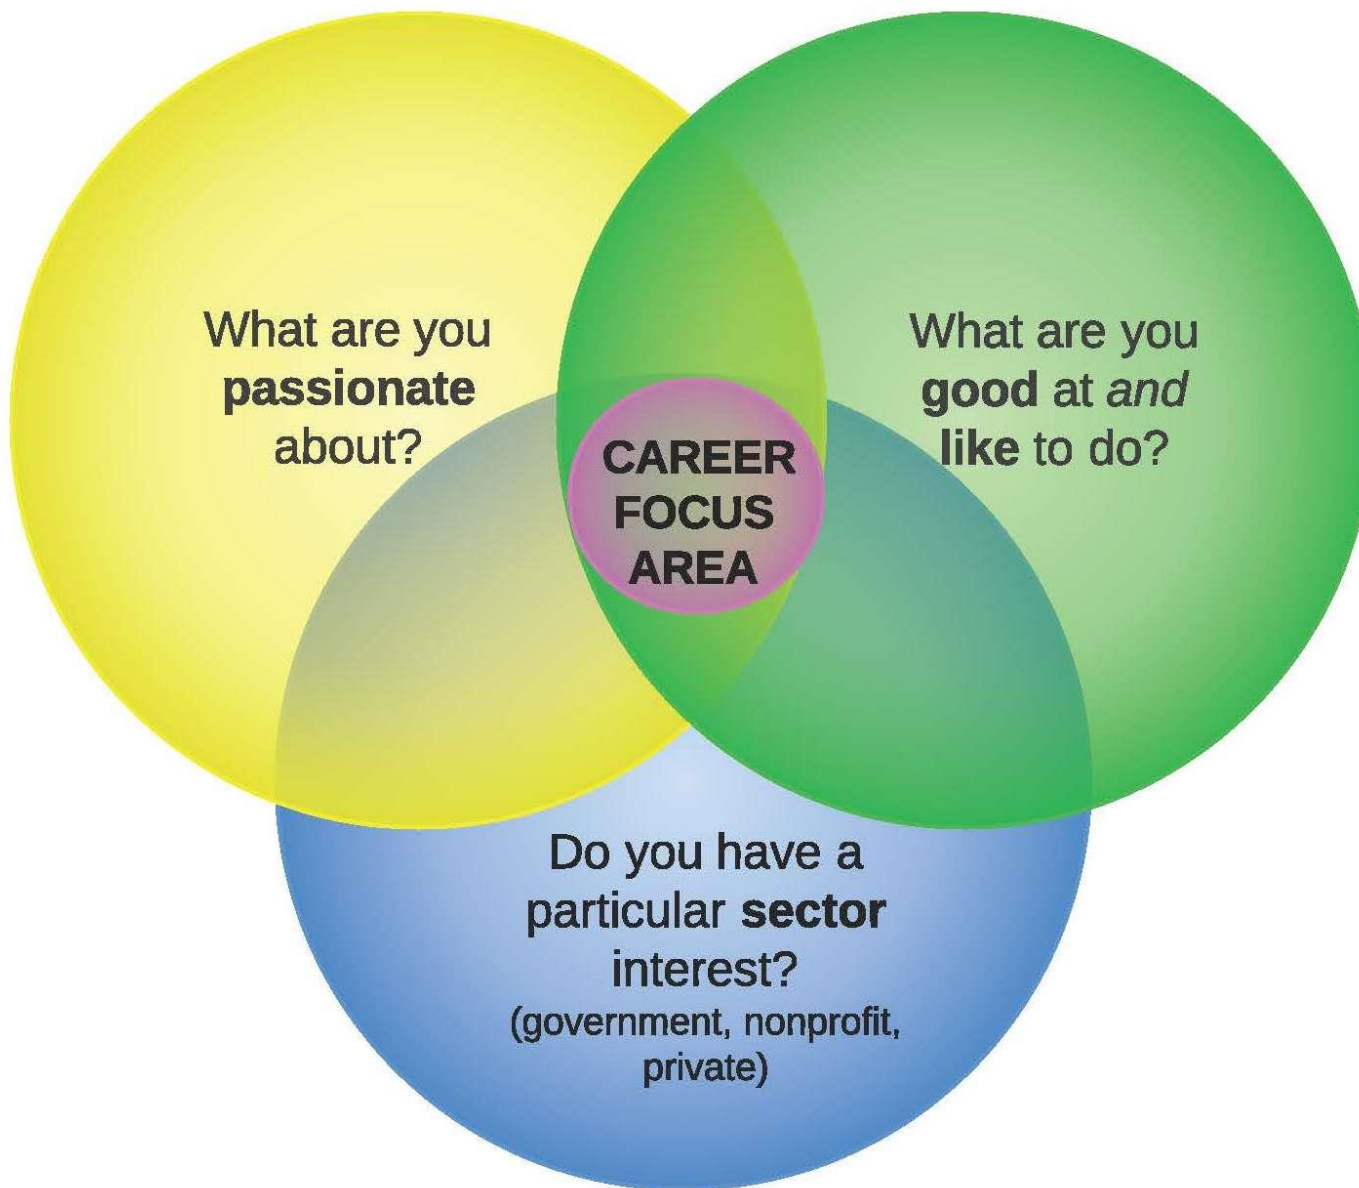 What are you
passionate
about?
What are you
good at and
like to do?
CAREER
FOCUS
AREA
Do you have a
particular sector
interest?
(government, nonprofit,
private)